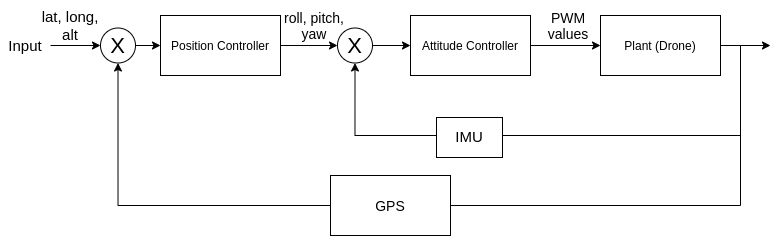 Input
lat, long,
alt
X
Position Controller
roll, pitch,
yaw
X
Attitude Controller
PWM
values
Plant (Drone)
IMU
GPS